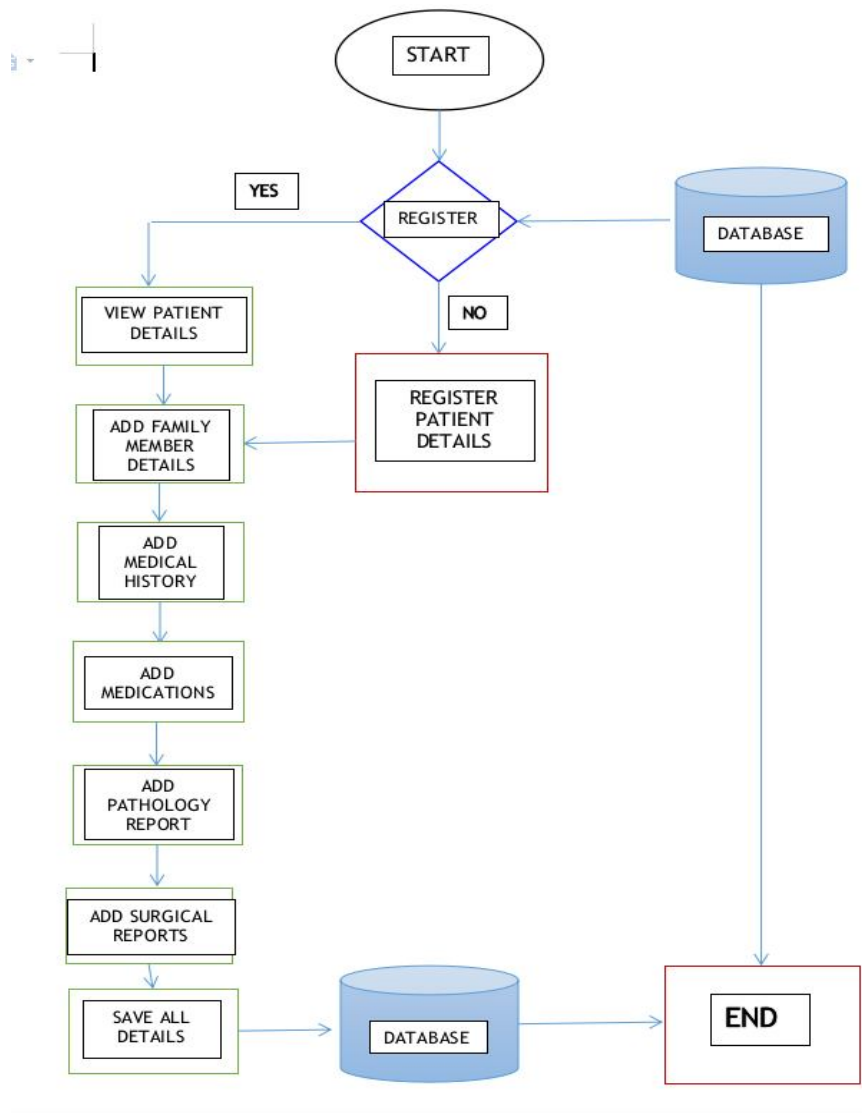 START
YES
REGISTER
DATABASE
VIEW PATIENT
DETAILS
NO
REGISTER
PATIENT
DETAILS
ADD FAMILY
MEMBER
DETAILS
ADD
MEDICAL
HISTORY
ADD
MEDICATIONS
ADD
PATHOLOGY
REPORT
ADD SURGICAL
REPORTS
SAVE ALL
DETAILS
DATABASE
END